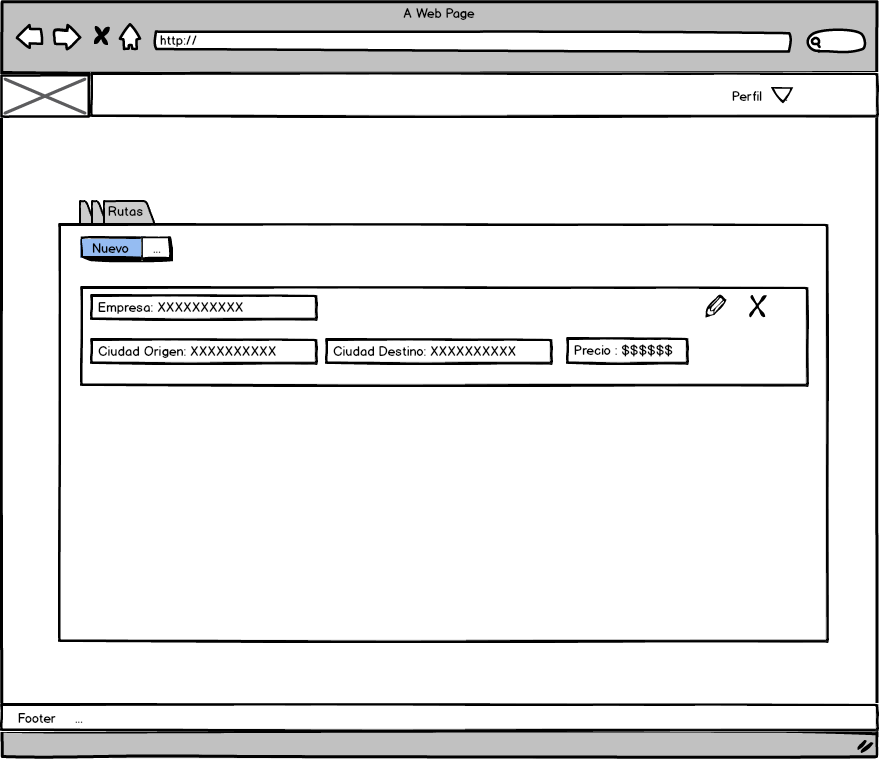 A Web Page
http://
Perfil
Rutas
Nuevo ...
Empresa: XXXXXXXXXX
Ciudad Origen: XXXXXXXXXX Ciudad Destino: XXXXXXXXXX Precio : $$$$$$
Footer ...